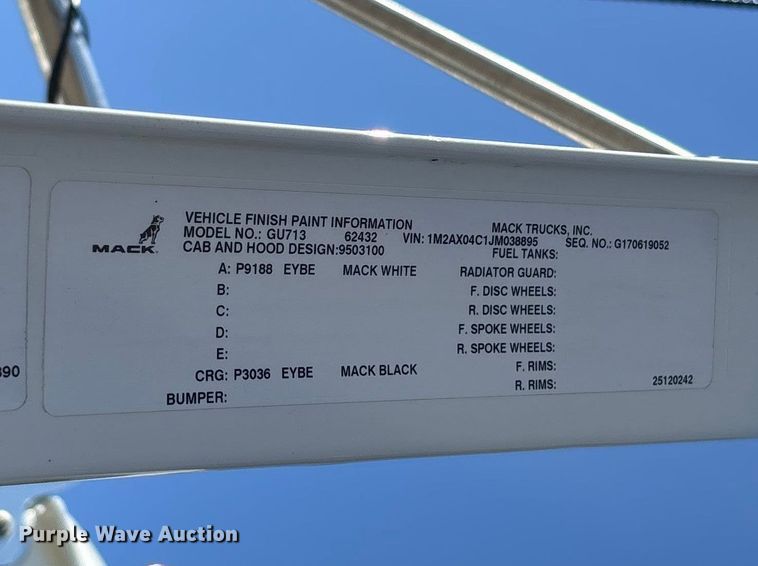 VEHICLE FINISH PAINT INFORMATION MACK TRUCKS, INC.
MACK MODEL NO.: GU713 62432 VIN: 1M2AX04C1JM038895 SEQ. NO.: G170619052
CAB AND HOOD DESIGN:9503100 FUEL TANKS:
A: P9188 EYBE MACK WHITE RADIATOR GUARD:
B: F. DISC WHEELS:
C: R. DISC WHEELS:
D: F. SPOKE WHEELS:
E: R. SPOKE WHEELS:
390 CRG: P3036 EYBE MACK BLACK F. RIMS:
BUMPER: R. RIMS: 25120242
Purple Wave Auction